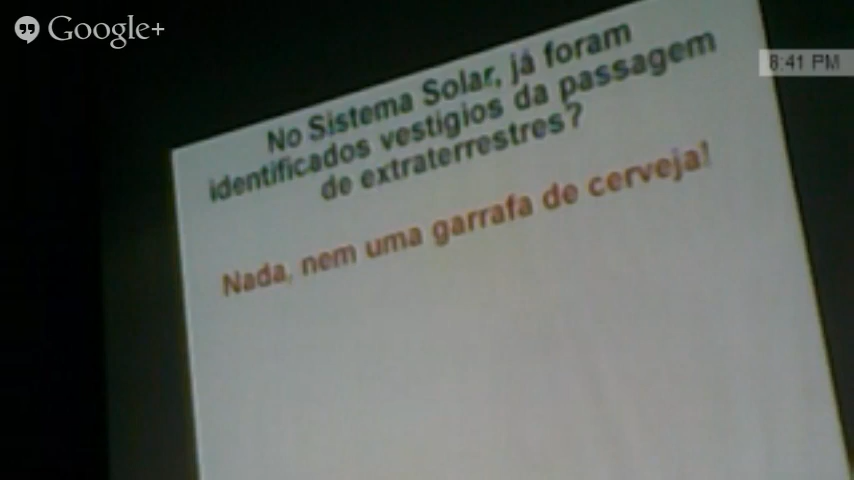 Google+
8:41 PM
No Sistema Solar, já foram
identificados vestígios da passagem
de extraterrestres?
Nada, nem uma garrafa de cerveja!